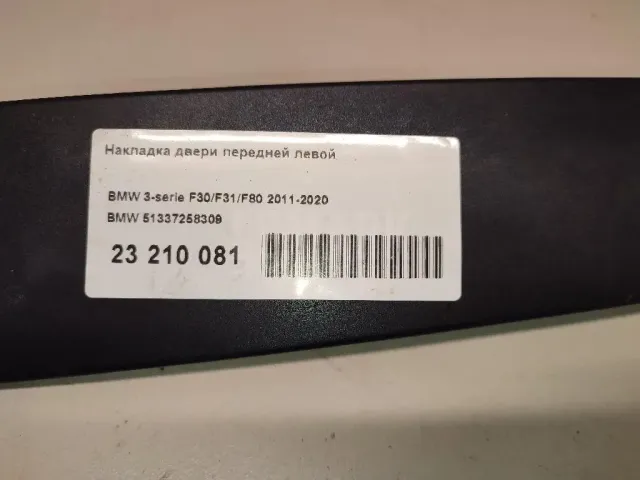 Накладка двери передней левой
BMW 3-serie F30/F31/F80 2011-2020
BMW 51337258309
23 210 081